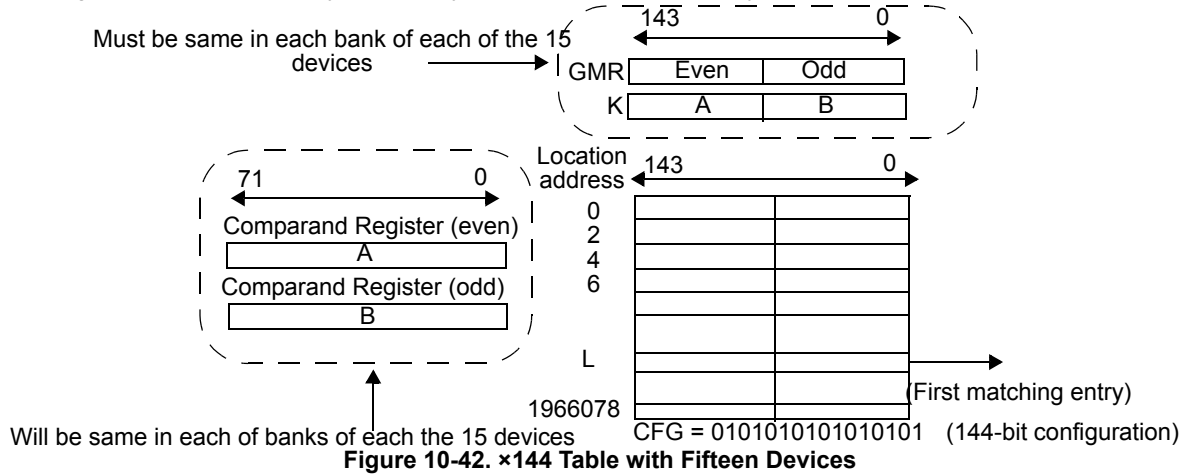 Must be same in each bank of each of the 15
devices
143 0
GMR Even Odd
K A B
71 0
Comparand Register (even)
A
Comparand Register (odd)
B
Will be same in each of banks of each the 15 devices
Location
address
143 0
0
2
4
6
L
1966078
(First matching entry)
CFG = 0101010101010101 (144-bit configuration)
Figure 10-42. ×144 Table with Fifteen Devices